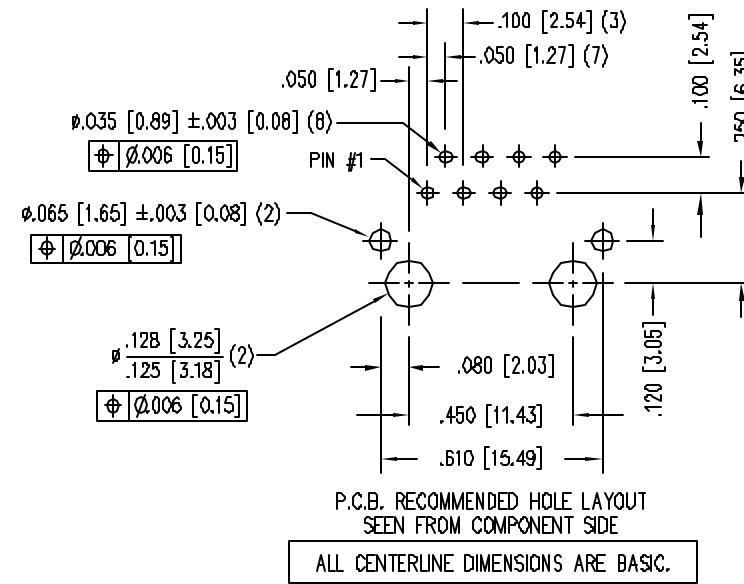 .100 [2.54] (3)
.050 [1.27] (7)
.050 [1.27]
.100 [2.54]
.250 [6.35]
ø.035 [0.89] ±.003 [0.08] (8)
⌖ Ø.006 [0.15]
PIN #1
ø.065 [1.65] ±.003 [0.08] (2)
⌖ Ø.006 [0.15]
ø .128 [3.25] (2)
.125 [3.18]
⌖ Ø.006 [0.15]
.080 [2.03]
.120 [3.05]
.450 [11.43]
.610 [15.49]
P.C.B. RECOMMENDED HOLE LAYOUT
SEEN FROM COMPONENT SIDE
ALL CENTERLINE DIMENSIONS ARE BASIC.